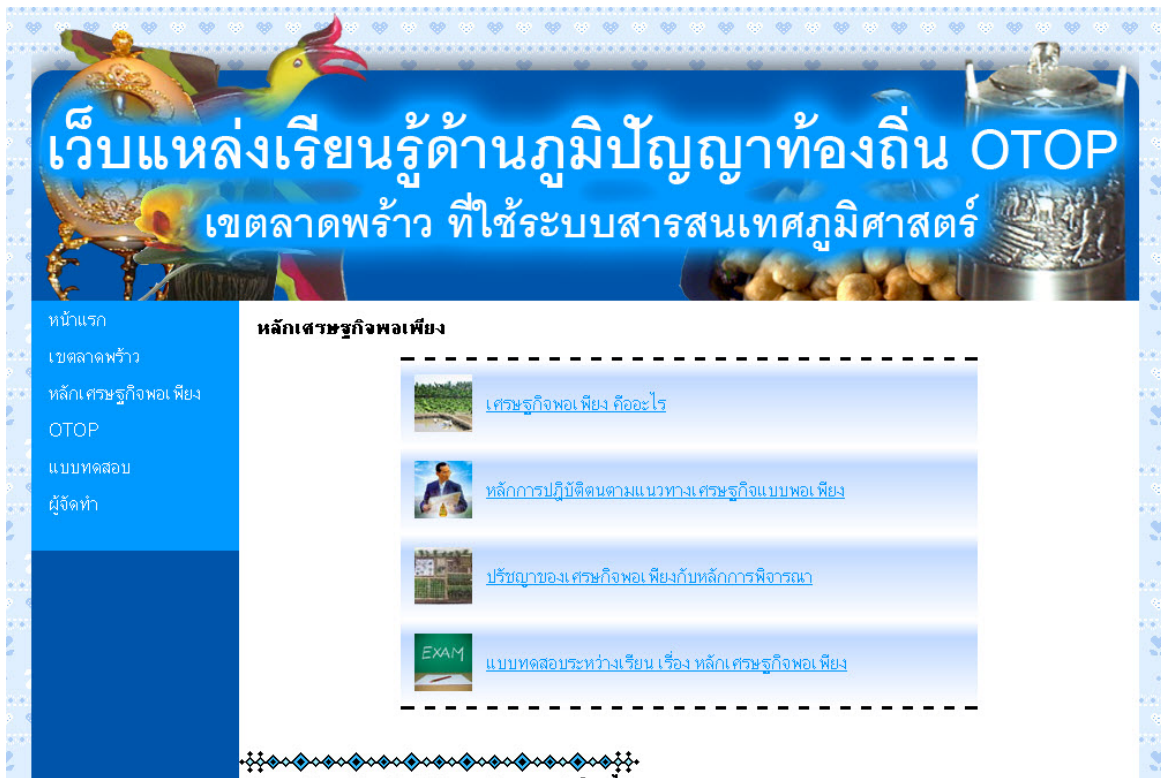 เว็บแหล่งเรียนรู้ด้านภูมิปัญญาท้องถิ่น OTOP
เขตลาดพร้าว ที่ใช้ระบบสารสนเทศภูมิศาสตร์
หน้าแรก
เขตลาดพร้าว
หลักเศรษฐกิจพอเพียง
OTOP
แบบทดสอบ
ผู้จัดทำ
หลักเศรษฐกิจพอเพียง
เศรษฐกิจพอเพียง คืออะไร
หลักการปฎิบัติตนตามแนวทางเศรษฐกิจแบบพอเพียง
ปรัชญาของเศรษกิจพอเพียงกับหลักการพิจารณา
EXAM
แบบทดสอบระหว่างเรียน เรื่อง หลักเศรษฐกิจพอเพียง